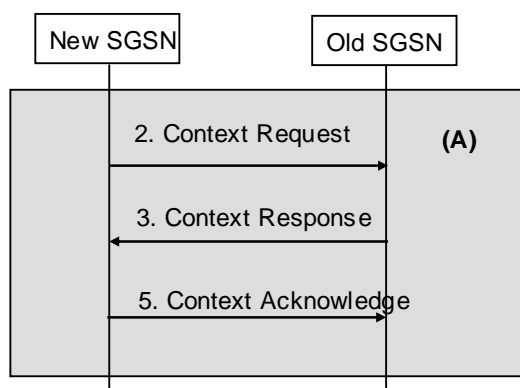 New SGSN
Old SGSN
2. Context Request
(A)
3. Context Response
5. Context Acknowledge